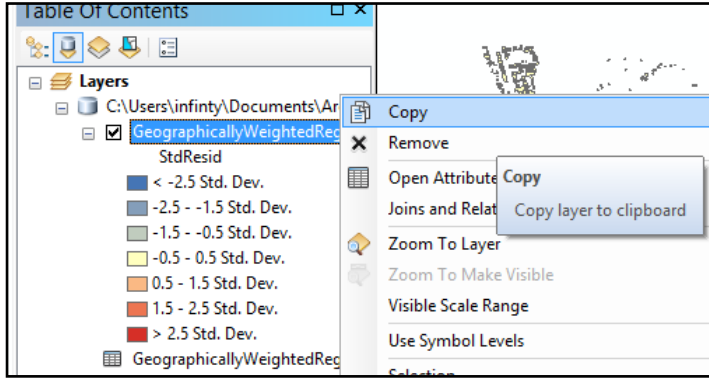 Table Of Contents
Layers
C:\Users\infinty\Documents\Ar
GeographicallyWeightedReg
StdResid
< -2.5 Std. Dev.
-2.5 - -1.5 Std. Dev.
-1.5 - -0.5 Std. Dev.
-0.5 - 0.5 Std. Dev.
0.5 - 1.5 Std. Dev.
1.5 - 2.5 Std. Dev.
> 2.5 Std. Dev.
GeographicallyWeightedReg
Copy
Remove
Open Attribute
Joins and Relat
Zoom To Layer
Zoom To Make Visible
Visible Scale Range
Use Symbol Levels
Selection
Copy
Copy layer to clipboard